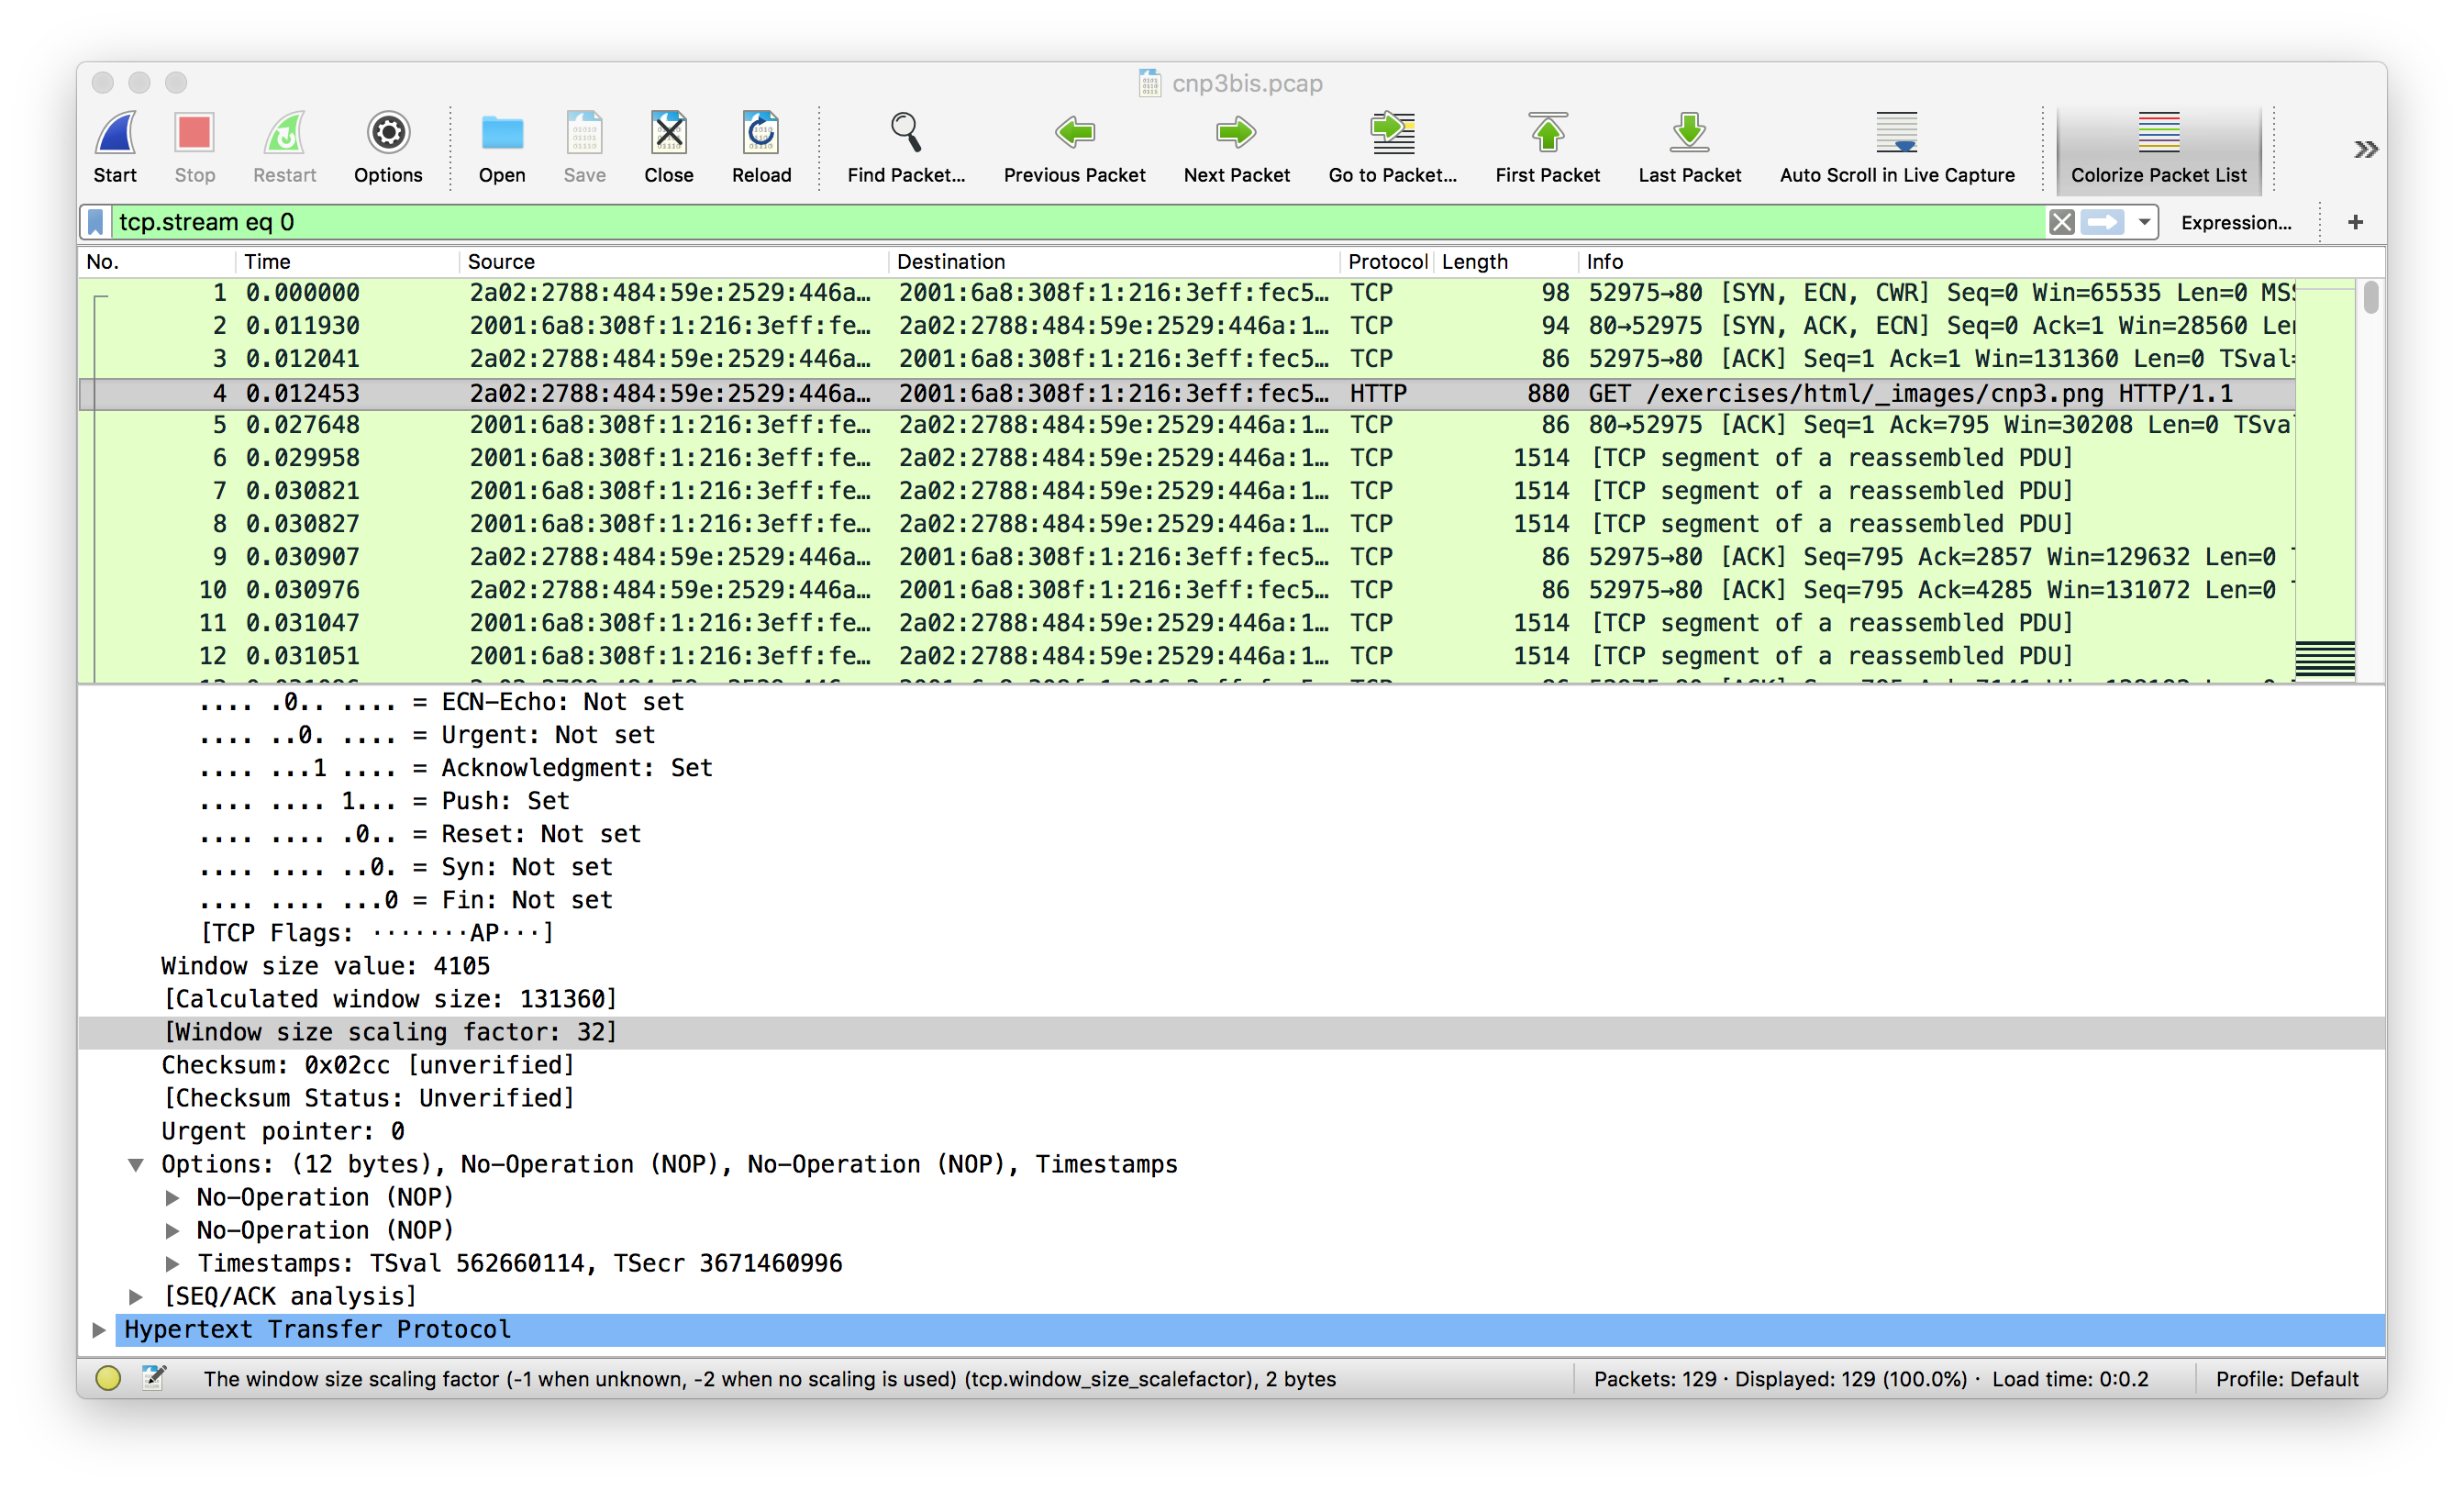 cnp3bis.pcap
Start Stop Restart Options Open Save Close Reload Find Packet... Previous Packet Next Packet Go to Packet... First Packet Last Packet Auto Scroll in Live Capture Colorize Packet List
tcp.stream eq 0 Expression... +
No. Time Source Destination Protocol Length Info
1 0.000000 2a02:2788:484:59e:2529:446a… 2001:6a8:308f:1:216:3eff:fec5… TCP 98 52975→80 [SYN, ECN, CWR] Seq=0 Win=65535 Len=0 MSS
2 0.011930 2001:6a8:308f:1:216:3eff:fe… 2a02:2788:484:59e:2529:446a:1… TCP 94 80→52975 [SYN, ACK, ECN] Seq=0 Ack=1 Win=28560 Len
3 0.012041 2a02:2788:484:59e:2529:446a… 2001:6a8:308f:1:216:3eff:fec5… TCP 86 52975→80 [ACK] Seq=1 Ack=1 Win=131360 Len=0 TSval=
4 0.012453 2a02:2788:484:59e:2529:446a… 2001:6a8:308f:1:216:3eff:fec5… HTTP 880 GET /exercises/html/_images/cnp3.png HTTP/1.1
5 0.027648 2001:6a8:308f:1:216:3eff:fe… 2a02:2788:484:59e:2529:446a:1… TCP 86 80→52975 [ACK] Seq=1 Ack=795 Win=30208 Len=0 TSva
6 0.029958 2001:6a8:308f:1:216:3eff:fe… 2a02:2788:484:59e:2529:446a:1… TCP 1514 [TCP segment of a reassembled PDU]
7 0.030821 2001:6a8:308f:1:216:3eff:fe… 2a02:2788:484:59e:2529:446a:1… TCP 1514 [TCP segment of a reassembled PDU]
8 0.030827 2001:6a8:308f:1:216:3eff:fe… 2a02:2788:484:59e:2529:446a:1… TCP 1514 [TCP segment of a reassembled PDU]
9 0.030907 2a02:2788:484:59e:2529:446a… 2001:6a8:308f:1:216:3eff:fec5… TCP 86 52975→80 [ACK] Seq=795 Ack=2857 Win=129632 Len=0
10 0.030976 2a02:2788:484:59e:2529:446a… 2001:6a8:308f:1:216:3eff:fec5… TCP 86 52975→80 [ACK] Seq=795 Ack=4285 Win=131072 Len=0
11 0.031047 2001:6a8:308f:1:216:3eff:fe… 2a02:2788:484:59e:2529:446a:1… TCP 1514 [TCP segment of a reassembled PDU]
12 0.031051 2001:6a8:308f:1:216:3eff:fe… 2a02:2788:484:59e:2529:446a:1… TCP 1514 [TCP segment of a reassembled PDU]
.... .0.. .... = ECN-Echo: Not set
.... ..0. .... = Urgent: Not set
.... ...1 .... = Acknowledgment: Set
.... .... 1... = Push: Set
.... .... .0.. = Reset: Not set
.... .... ..0. = Syn: Not set
.... .... ...0 = Fin: Not set
[TCP Flags: ·······AP···]
Window size value: 4105
[Calculated window size: 131360]
[Window size scaling factor: 32]
Checksum: 0x02cc [unverified]
[Checksum Status: Unverified]
Urgent pointer: 0
Options: (12 bytes), No-Operation (NOP), No-Operation (NOP), Timestamps
No-Operation (NOP)
No-Operation (NOP)
Timestamps: TSval 562660114, TSecr 3671460996
[SEQ/ACK analysis]
Hypertext Transfer Protocol
The window size scaling factor (-1 when unknown, -2 when no scaling is used) (tcp.window_size_scalefactor), 2 bytes Packets: 129 · Displayed: 129 (100.0%) · Load time: 0:0.2 Profile: Default